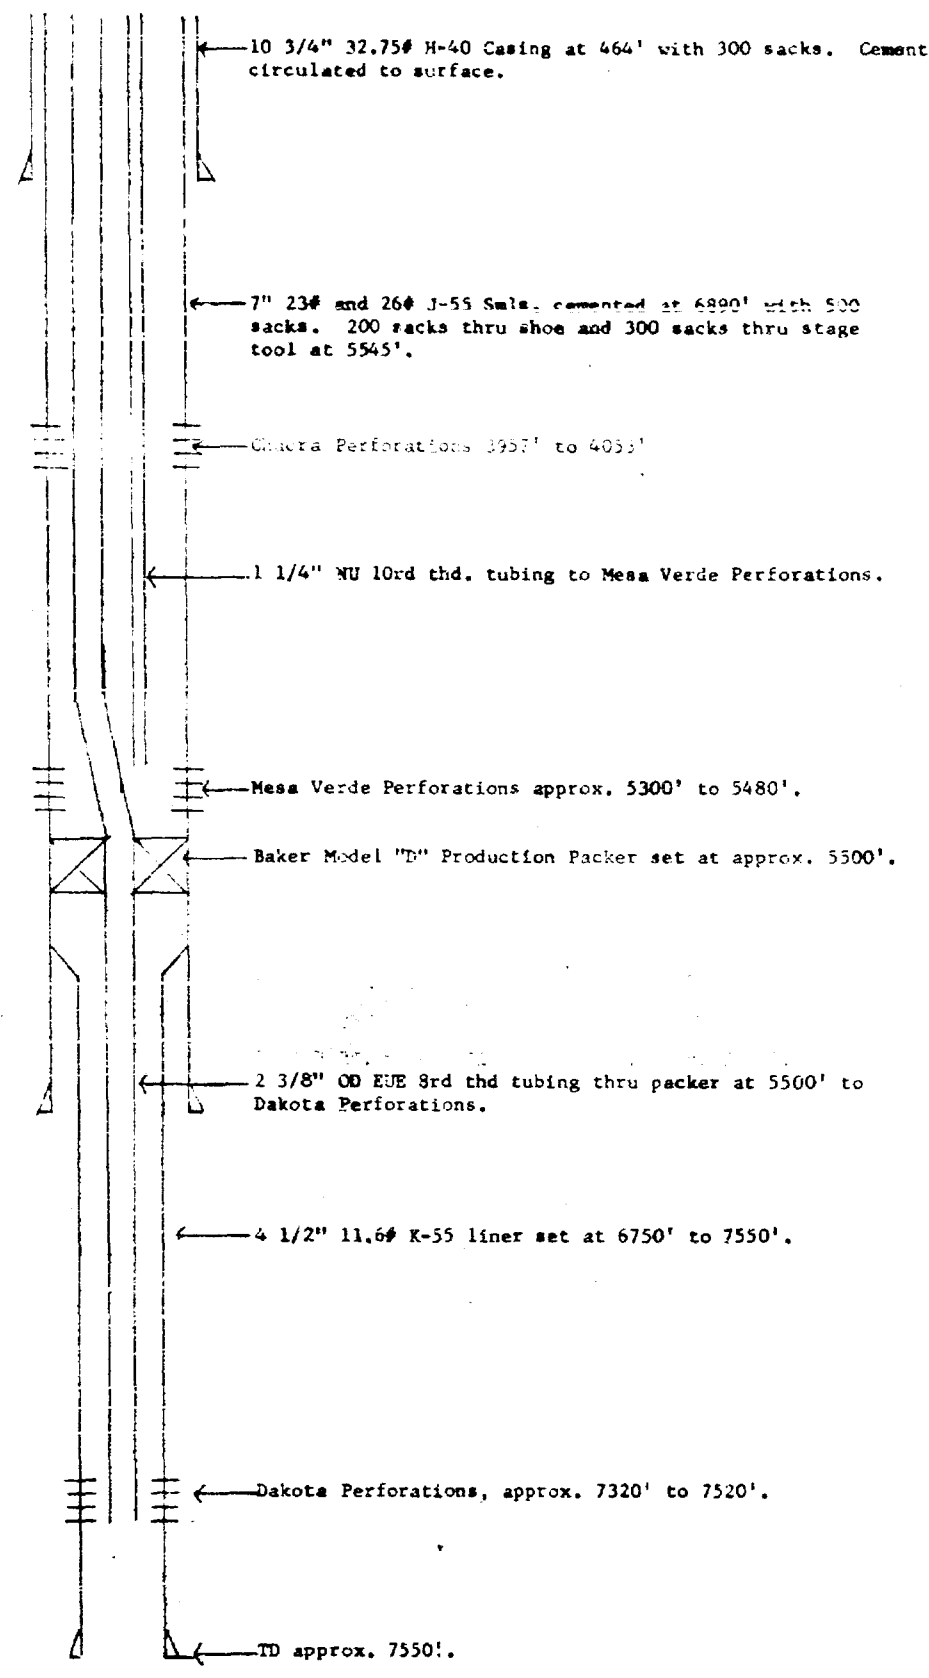 10 3/4" 32.75# H-40 Casing at 464' with 300 sacks. Cement
circulated to surface.
7" 23# and 26# J-55 Smls. cemented at 6890' with 500
sacks. 200 sacks thru shoe and 300 sacks thru stage
tool at 5545'.
Chacra Perforations 3957' to 4053'
1 1/4" NU 10rd thd. tubing to Mesa Verde Perforations.
Mesa Verde Perforations approx. 5300' to 5480'.
Baker Model "D" Production Packer set at approx. 5500'.
2 3/8" OD EUE 8rd thd tubing thru packer at 5500' to
Dakota Perforations.
4 1/2" 11.6# K-55 liner set at 6750' to 7550'.
Dakota Perforations, approx. 7320' to 7520'.
TD approx. 7550'.